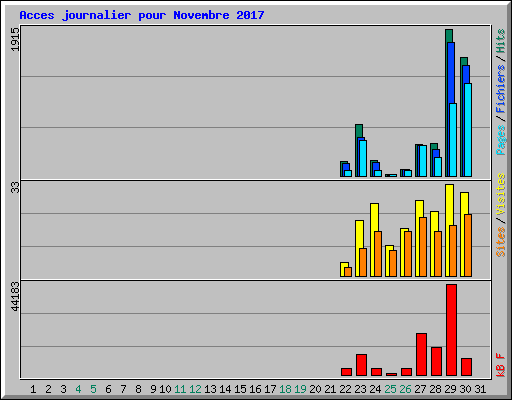 Acces journalier pour Novembre 2017
1915
33
44183
Pages/Fichiers/Hits
Sites/Visites
kB F
1 2 3 4 5 6 7 8 9 10 11 12 13 14 15 16 17 18 19 20 21 22 23 24 25 26 27 28 29 30 31